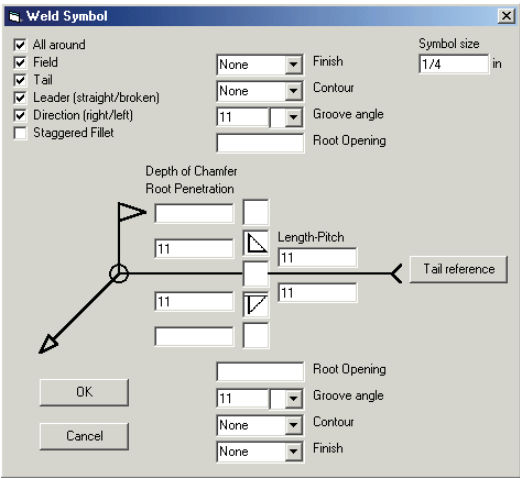 Weld Symbol
All around
Field
Tail
Leader (straight/broken)
Direction (right/left)
Staggered Fillet
None Finish
None Contour
11 Groove angle
Root Opening
Symbol size
1/4 in
Depth of Chamfer
Root Penetration
11
Length-Pitch
11
Tail reference
11
11
Root Opening
11 Groove angle
None Contour
None Finish
OK
Cancel